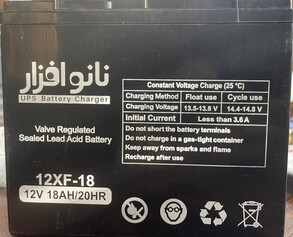 نانو افزار
UPS Battery Charger
Valve Regulated
Sealed Lead Acid Battery
12XF-18
12V 18AH/20HR
Constant Voltage Charge (25 °C)
Charging Method Float use Cycle use
Charging Voltage 13.5-13.8 V 14.4-14.8 V
Initial Current Less than 3.6 A
Do not short the battery terminals
Do not charge in a gas-tight container
Keep away from sparks and flame
Recharge after use